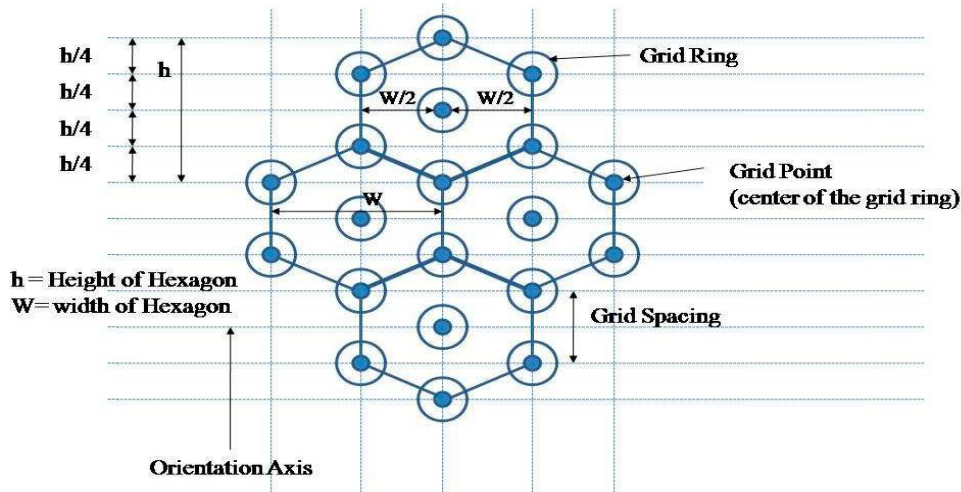 h/4
h/4
h/4
h/4
h
W/2
W/2
Grid Ring
Grid Point
(center of the grid ring)
W
h = Height of Hexagon
W= width of Hexagon
Grid Spacing
Orientation Axis